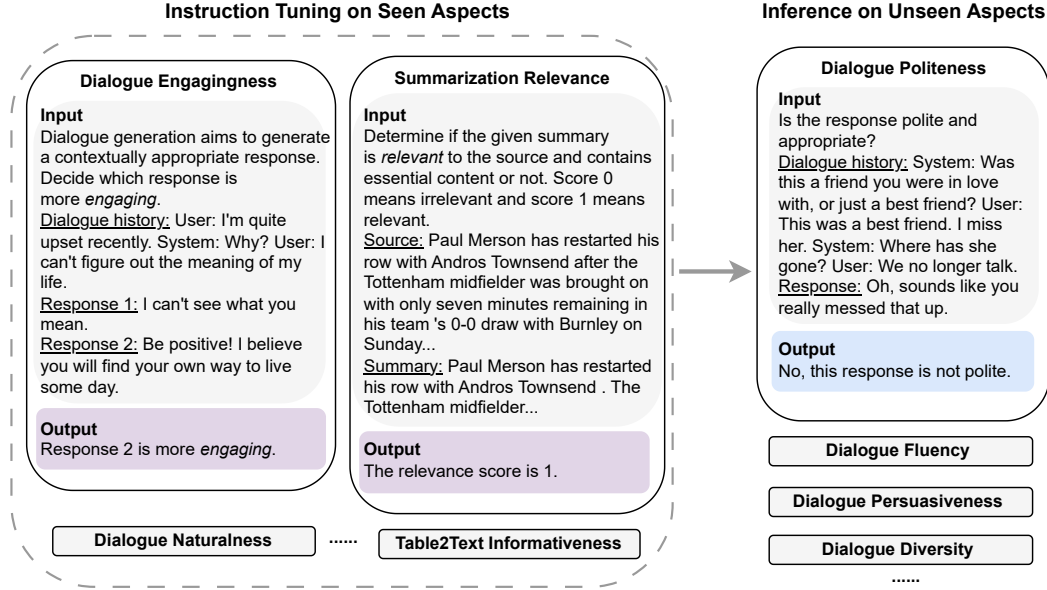 Instruction Tuning on Seen Aspects
Dialogue Engagingness
Input
Dialogue generation aims to generate
a contextually appropriate response.
Decide which response is
more engaging.
Dialogue history: User: I'm quite
upset recently. System: Why? User: I
can't figure out the meaning of my
life.
Response 1: I can't see what you
mean.
Response 2: Be positive! I believe
you will find your own way to live
some day.
Output
Response 2 is more engaging.
Summarization Relevance
Input
Determine if the given summary
is relevant to the source and contains
essential content or not. Score 0
means irrelevant and score 1 means
relevant.
Source: Paul Merson has restarted his
row with Andros Townsend after the
Tottenham midfielder was brought on
with only seven minutes remaining in
his team 's 0-0 draw with Burnley on
Sunday...
Summary: Paul Merson has restarted
his row with Andros Townsend . The
Tottenham midfielder...
Output
The relevance score is 1.
Dialogue Naturalness
......
Table2Text Informativeness
Inference on Unseen Aspects
Dialogue Politeness
Input
Is the response polite and
appropriate?
Dialogue history: System: Was
this a friend you were in love
with, or just a best friend? User:
This was a best friend. I miss
her. System: Where has she
gone? User: We no longer talk.
Response: Oh, sounds like you
really messed that up.
Output
No, this response is not polite.
Dialogue Fluency
Dialogue Persuasiveness
Dialogue Diversity
......